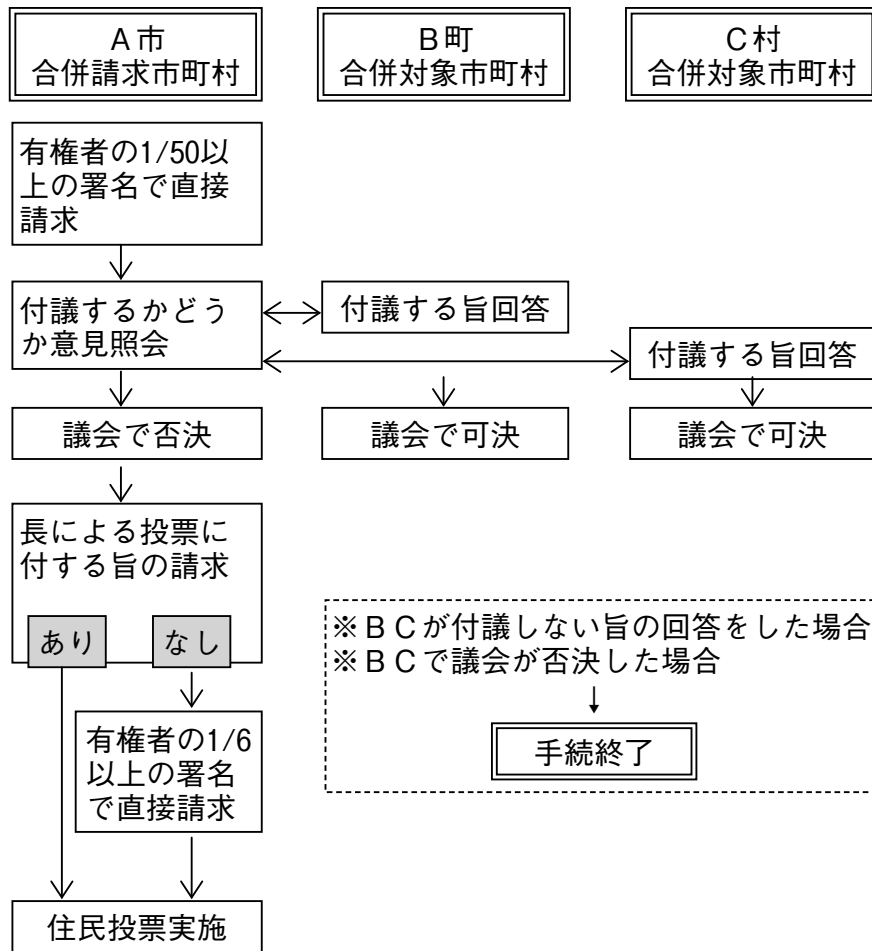 A市
合併請求市町村
B町
合併対象市町村
C村
合併対象市町村
有権者の1/50以
上の署名で直接
請求
付議するかどう
か意見照会
付議する旨回答
付議する旨回答
議会で否決
議会で可決
議会で可決
長による投票に
付する旨の請求
あり
なし
有権者の1/6
以上の署名
で直接請求
住民投票実施
※BCが付議しない旨の回答をした場合
※BCで議会が否決した場合
手続終了